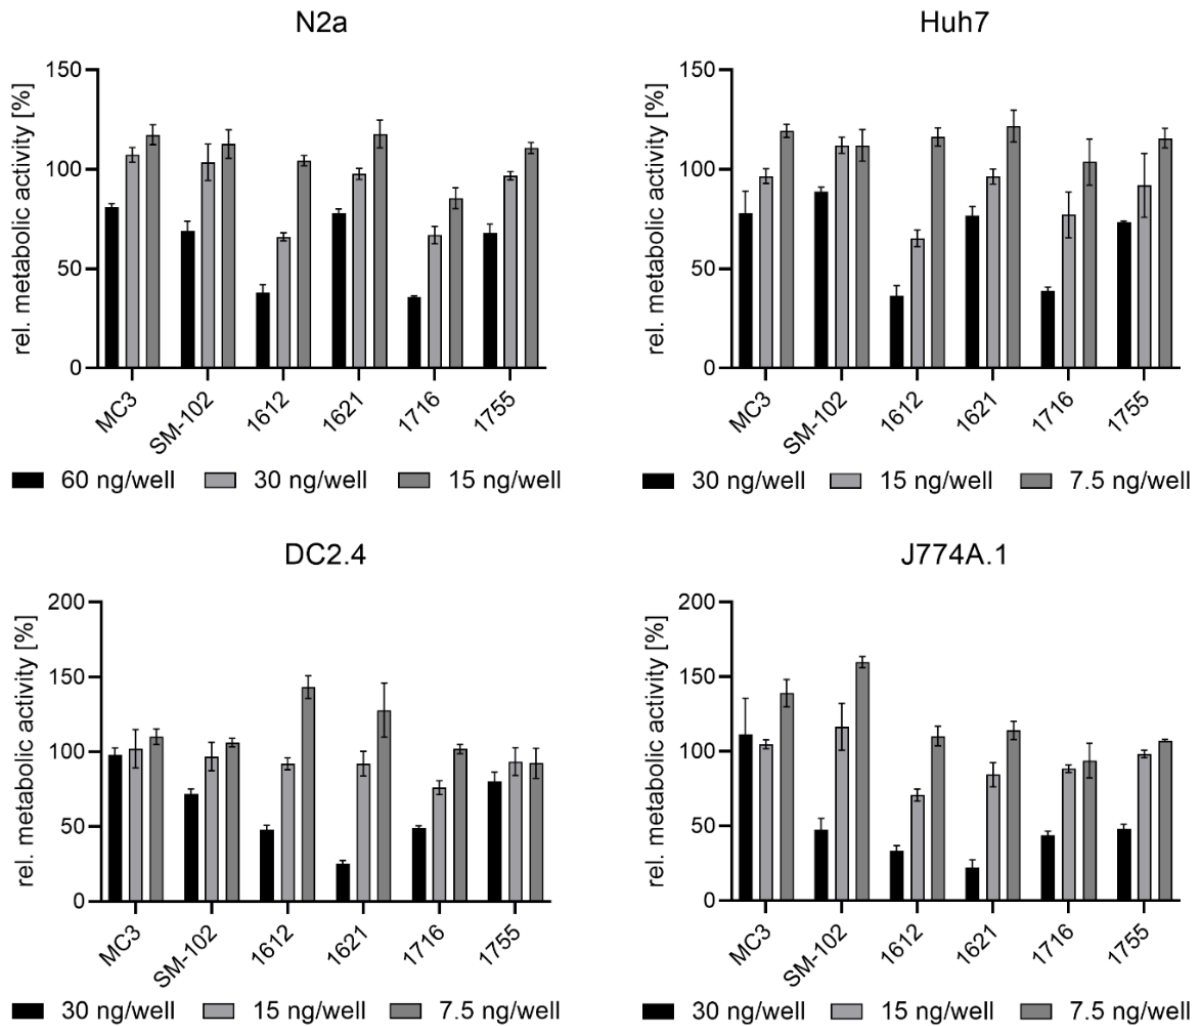 N2a
rel. metabolic activity [%]
150
100
50
0
MC3
SM-102
1612
1621
1716
1755
60 ng/well 30 ng/well 15 ng/well
Huh7
rel. metabolic activity [%]
150
100
50
0
MC3
SM-102
1612
1621
1716
1755
30 ng/well 15 ng/well 7.5 ng/well
DC2.4
rel. metabolic activity [%]
200
150
100
50
0
MC3
SM-102
1612
1621
1716
1755
30 ng/well 15 ng/well 7.5 ng/well
J774A.1
rel. metabolic activity [%]
200
150
100
50
0
MC3
SM-102
1612
1621
1716
1755
30 ng/well 15 ng/well 7.5 ng/well